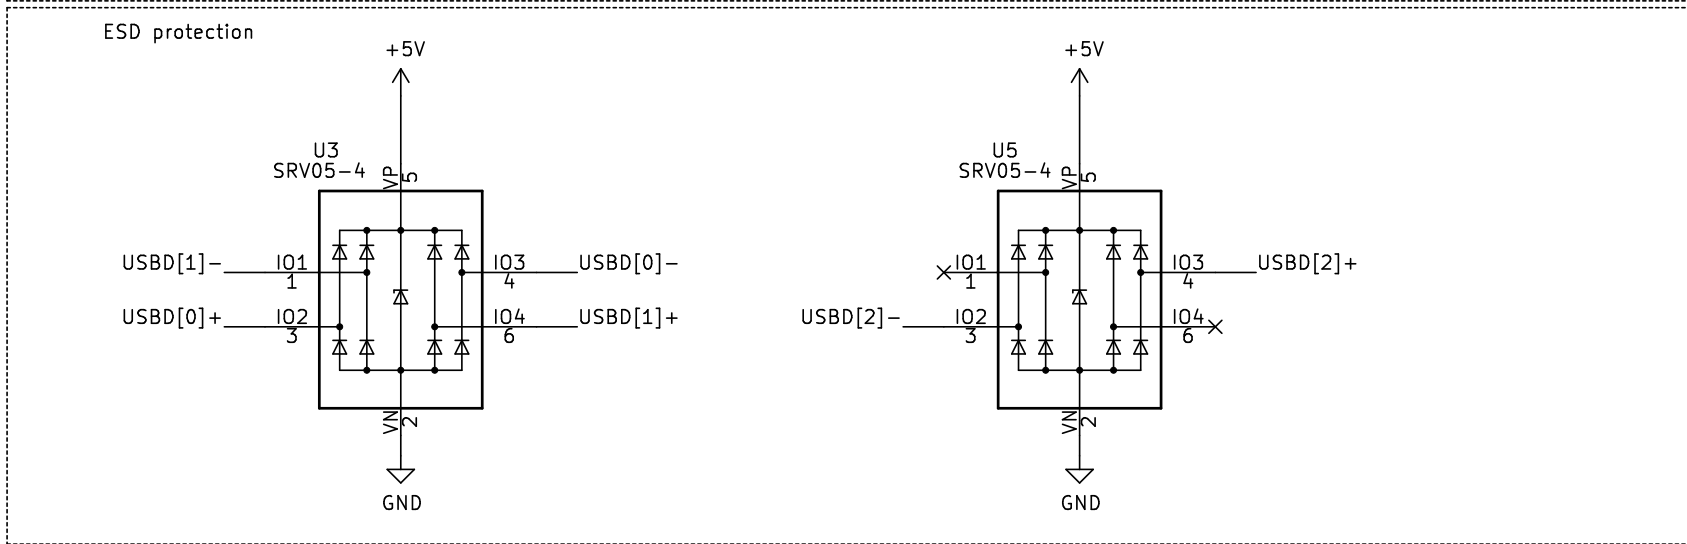 ESD protection
+5V
U3
SRV05-4
VP
5
USBD[1]-
IO1
1
IO3
4
USBD[0]-
USBD[0]+
IO2
3
IO4
6
USBD[1]+
VN
2
GND
+5V
U5
SRV05-4
VP
5
IO1
1
IO3
4
USBD[2]+
USBD[2]-
IO2
3
IO4
6
VN
2
GND